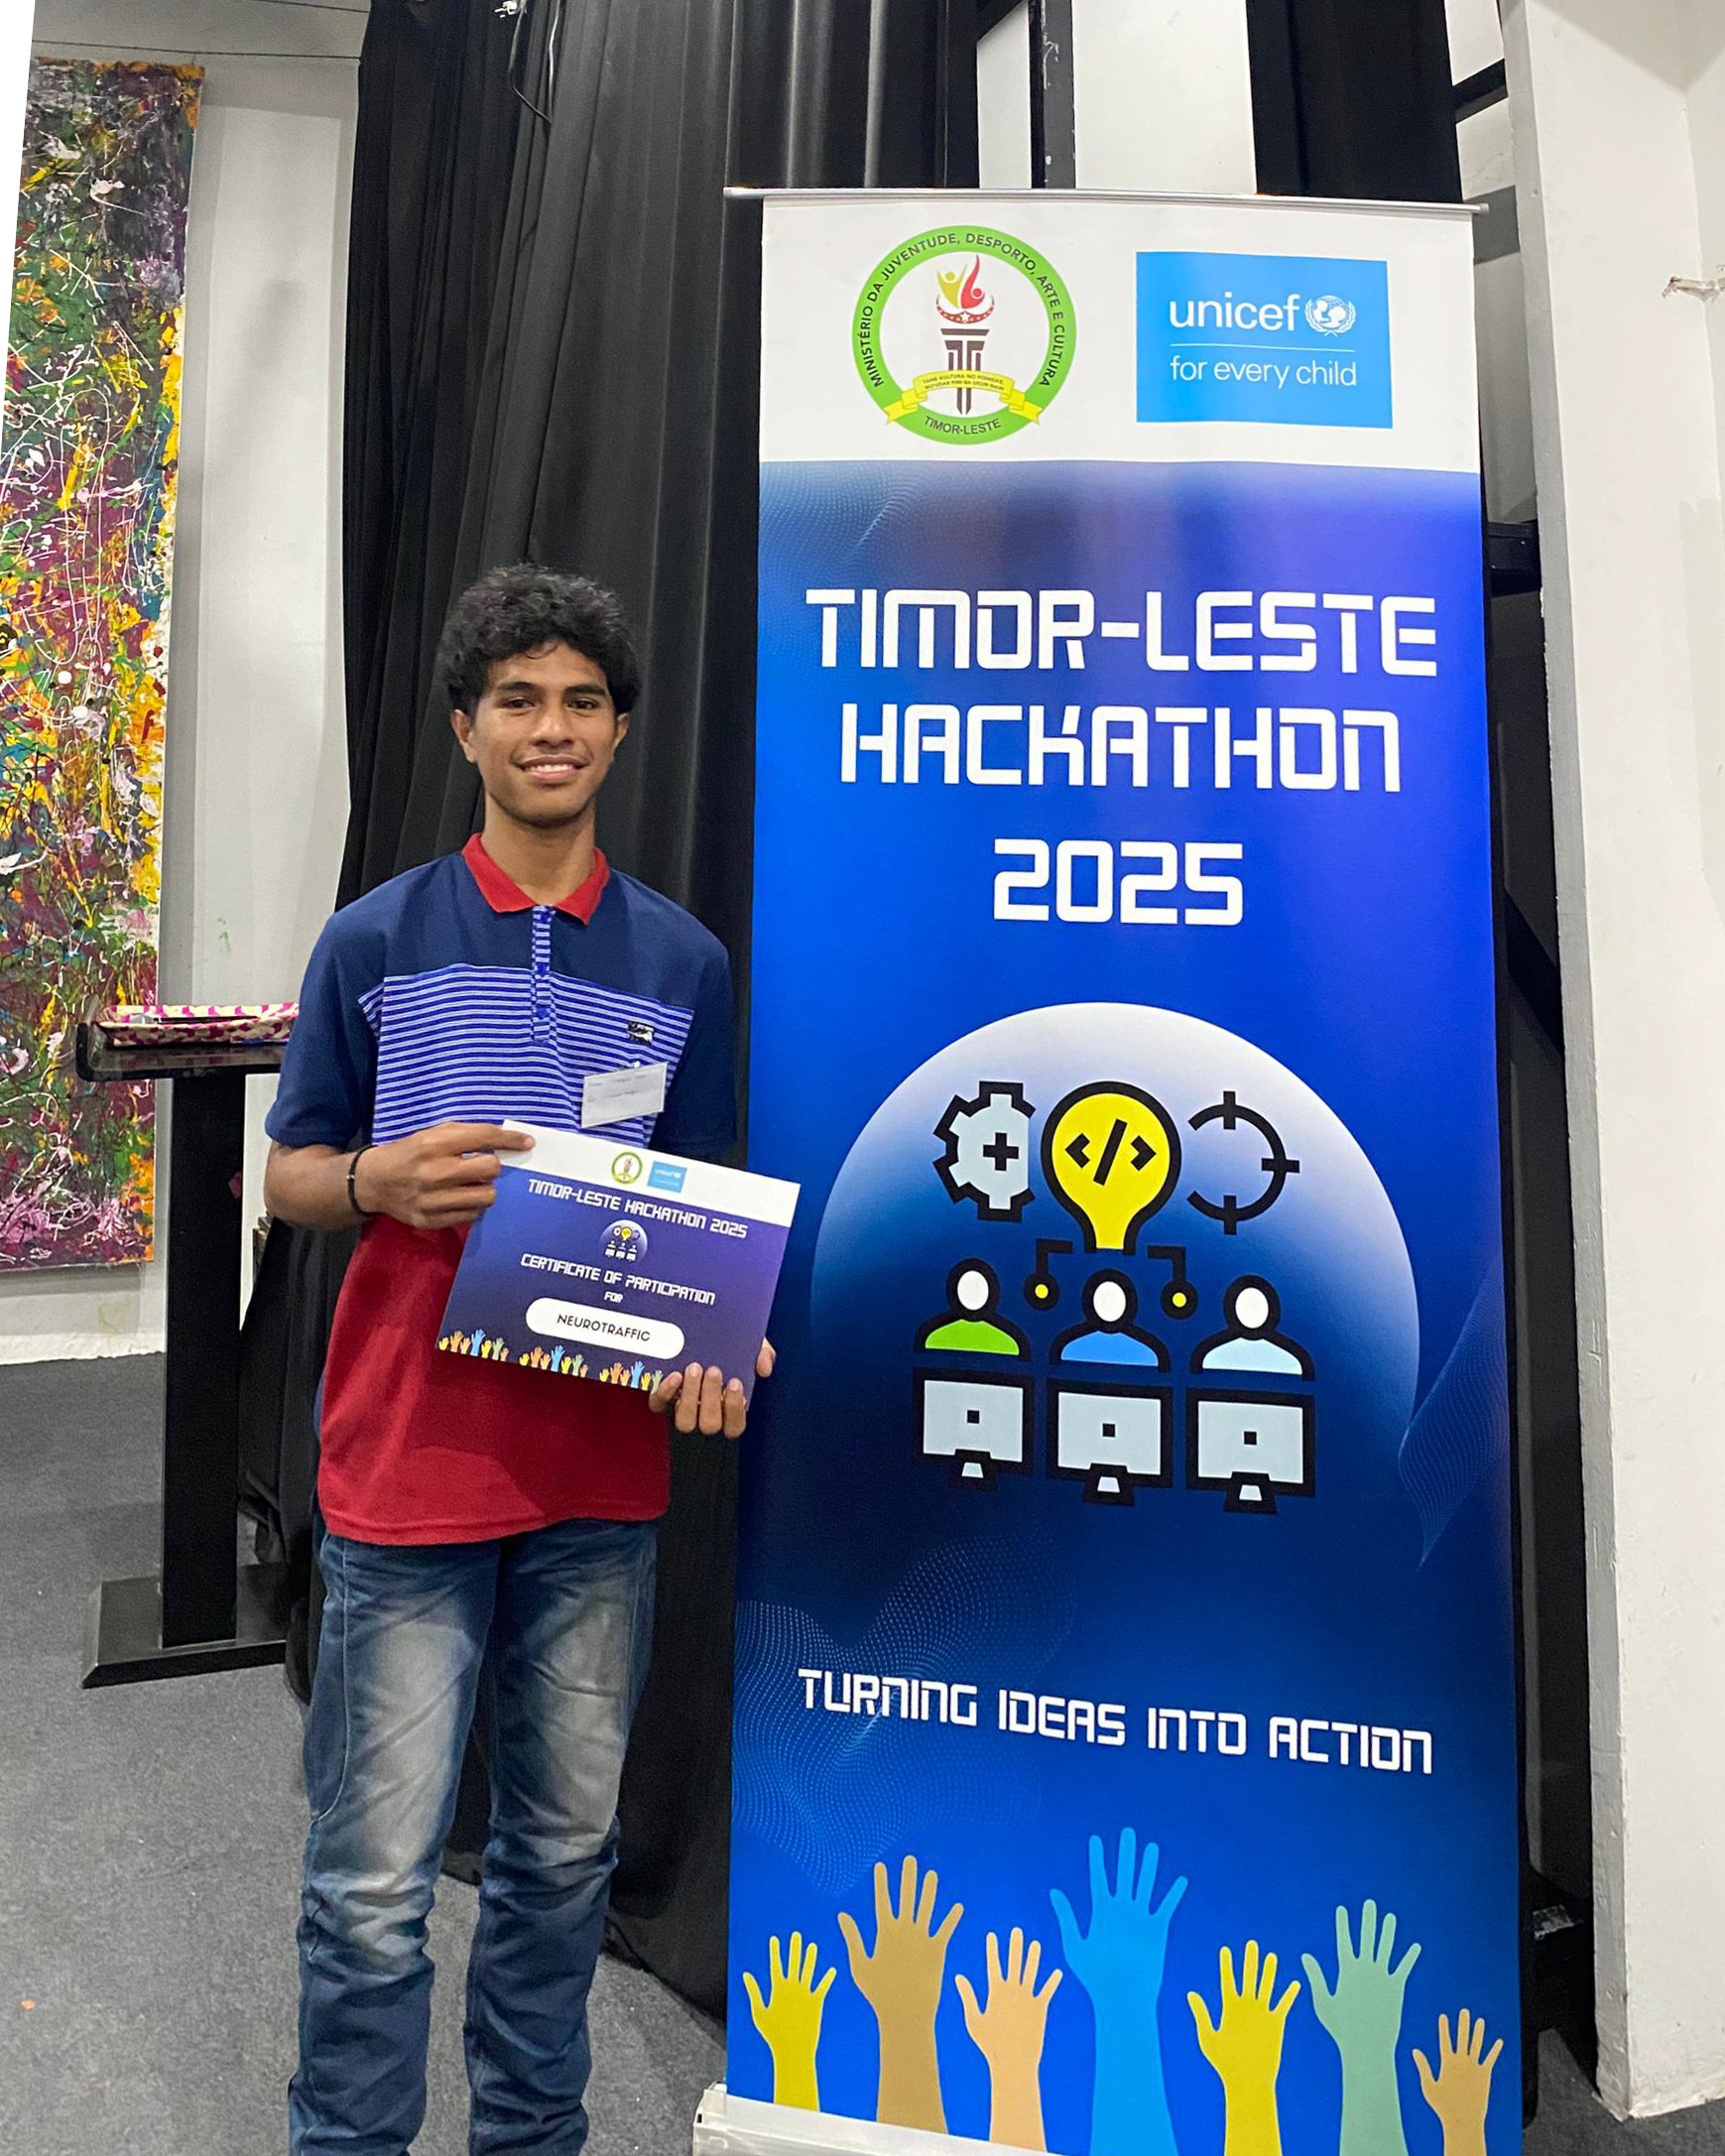 MINISTÉRIO DA JUVENTUDE, DESPORTO, ARTE E CULTURA
TIMOR-LESTE
unicef
for every child
TIMOR-LESTE
HACKATHON
2025
TURNING IDEAS INTO ACTION
unicef
TIMOR-LESTE HACKATHON 2025
CERTIFICATE OF PARTICIPATION
FOR
NEUROTRAFFIC